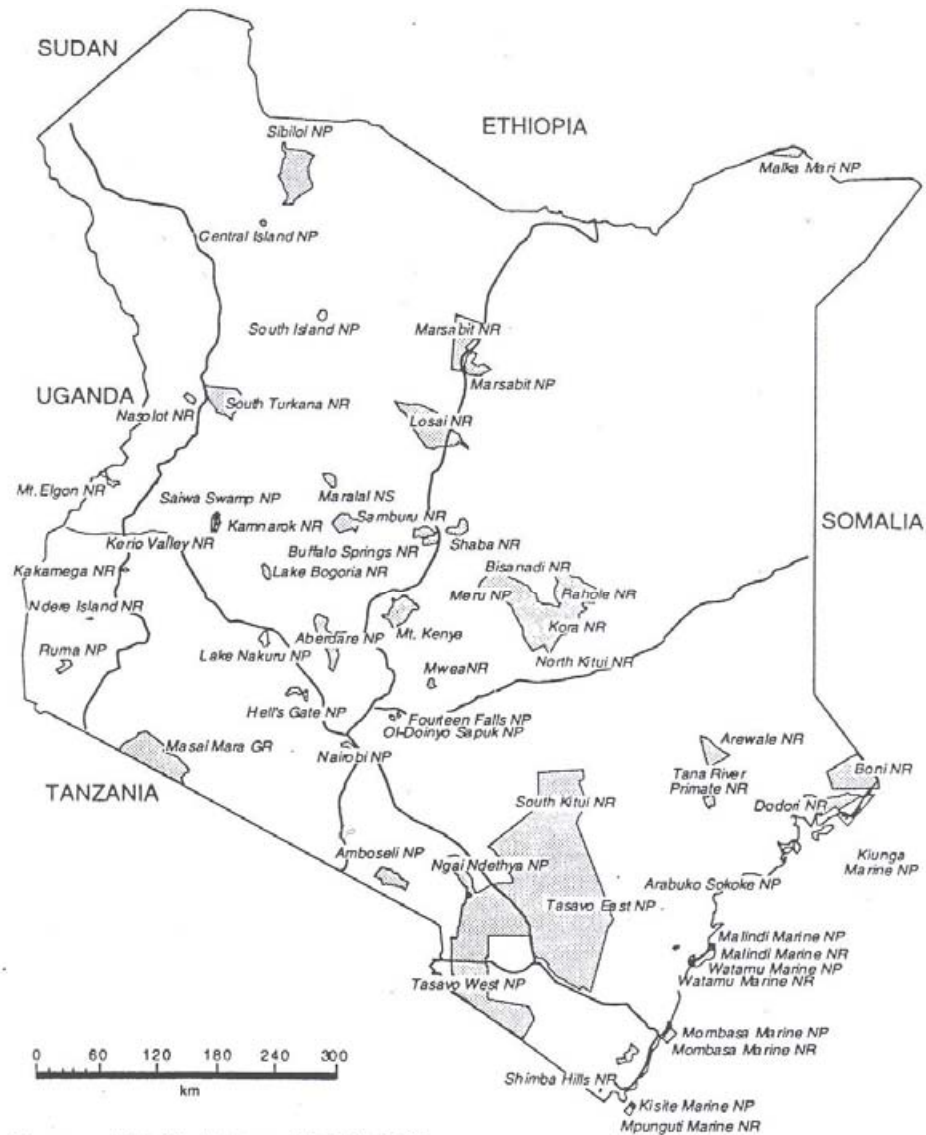 SUDAN
ETHIOPIA
Sibiloi NP
Malka Mari NP
Central Island NP
South Island NP
Marsabit NR
Marsabit NP
UGANDA
Nasolot NR
South Turkana NR
Losai NR
Mt. Elgon NR
Saiwa Swamp NP
Maralal NS
Kamnarok NR
Samburu NR
SOMALIA
Kerio Valley NR
Buffalo Springs NR
Shaba NR
Kakamega NR
Lake Bogoria NR
Bisanadi NR
Meru NP
Rahole NR
Ndere Island NR
Aberdare NP
Mt. Kenya
Kora NR
Ruma NP
Lake Nakuru NP
North Kitui NR
MweaNR
Hell's Gate NP
Fourteen Falls NP
Ol-Doinyo Sapuk NP
Masai Mara GR
Nairobi NP
Arewale NR
Tana River
Primate NR
Boni NR
TANZANIA
South Kitui NR
Dodori NR
Kiunga
Marine NP
Amboseli NP
Ngai Ndethya NP
Arabuko Sokoke NP
Tasavo East NP
Malindi Marine NP
Malindi Marine NR
Watamu Marine NP
Watamu Marine NR
Tasavo West NP
Mombasa Marine NP
Mombasa Marine NR
0 60 120 180 240 300
km
Shimba Hills NR
Kisite Marine NP
Mpunguti Marine NR